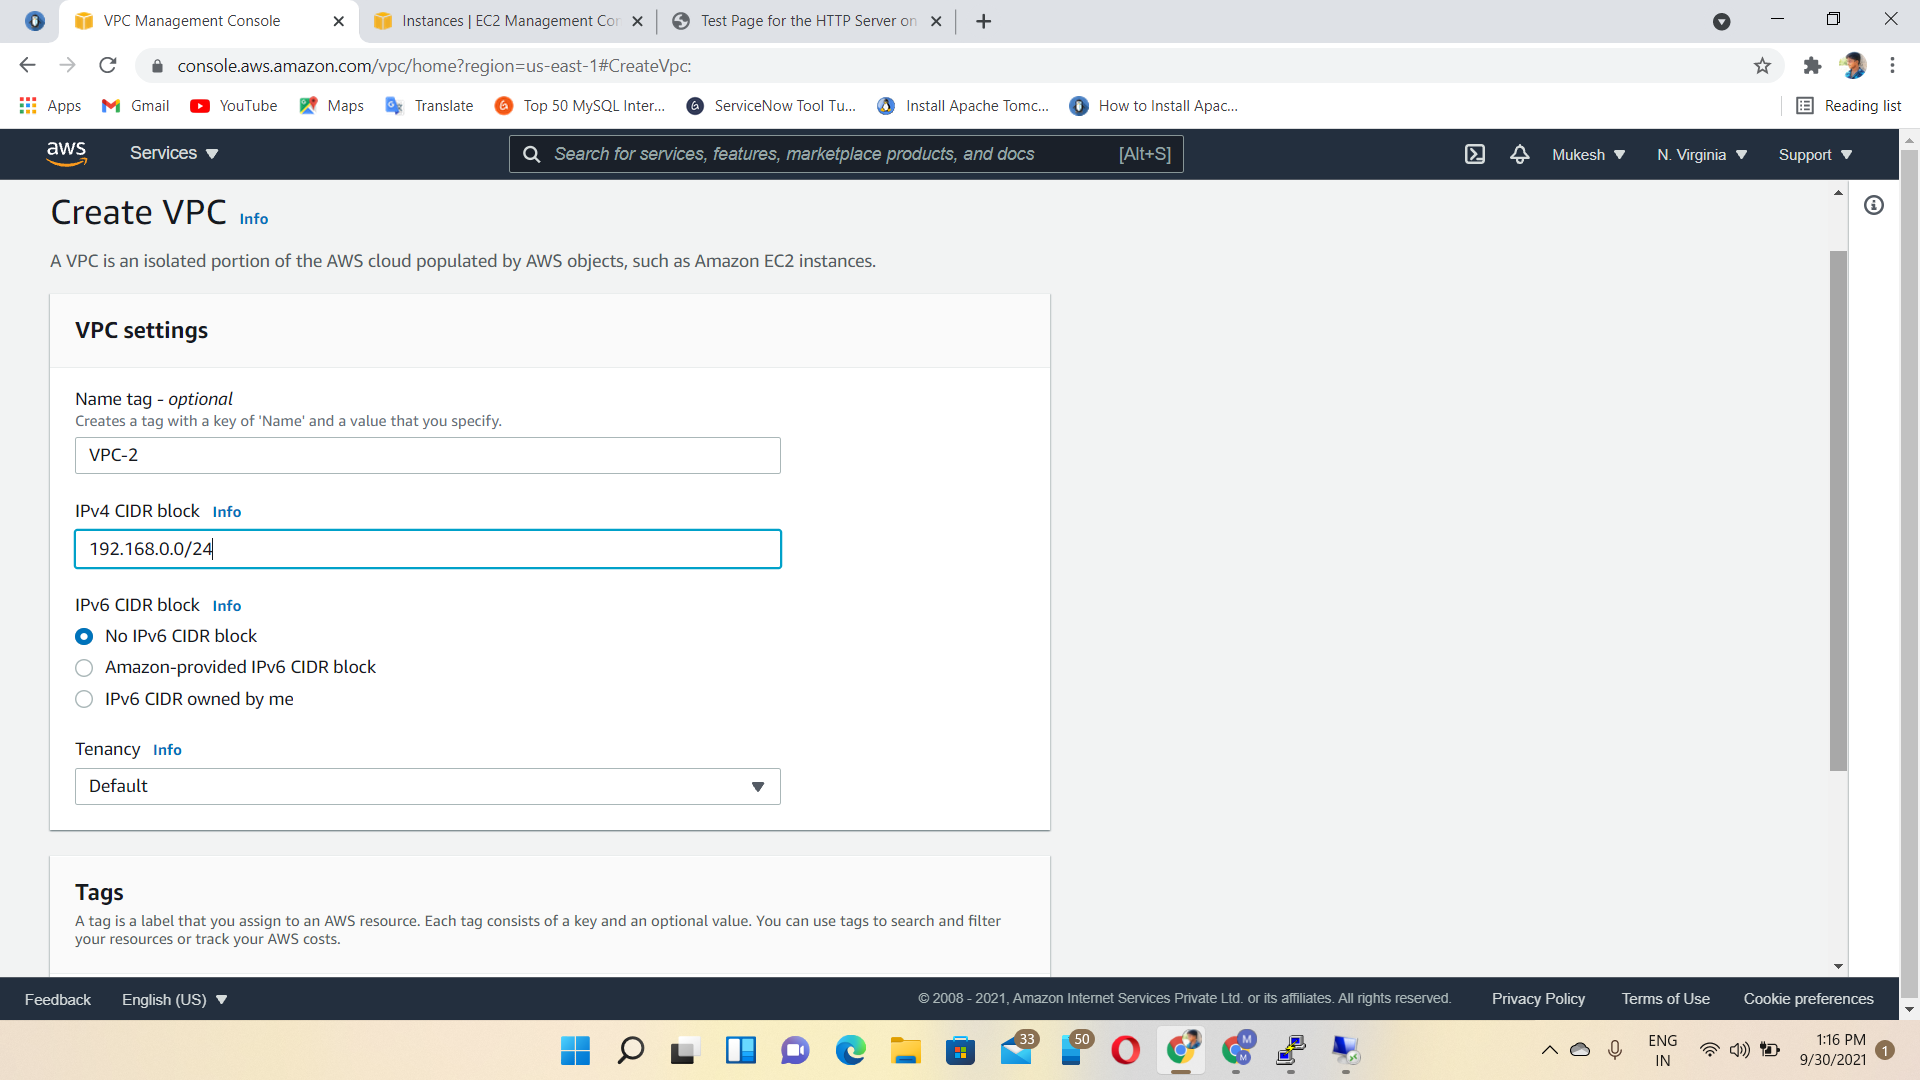 VPC Management Console
Instances | EC2 Management Con
Test Page for the HTTP Server on
console.aws.amazon.com/vpc/home?region=us-east-1#CreateVpc:
Apps Gmail YouTube Maps Translate Top 50 MySQL Inter... ServiceNow Tool Tu... Install Apache Tomc... How to Install Apac... Reading list
aws Services Search for services, features, marketplace products, and docs [Alt+S] Mukesh N. Virginia Support
Create VPC Info
A VPC is an isolated portion of the AWS cloud populated by AWS objects, such as Amazon EC2 instances.
VPC settings
Name tag - optional
Creates a tag with a key of 'Name' and a value that you specify.
VPC-2
IPv4 CIDR block Info
192.168.0.0/24
IPv6 CIDR block Info
No IPv6 CIDR block
Amazon-provided IPv6 CIDR block
IPv6 CIDR owned by me
Tenancy Info
Default
Tags
A tag is a label that you assign to an AWS resource. Each tag consists of a key and an optional value. You can use tags to search and filter
your resources or track your AWS costs.
Feedback English (US) © 2008 - 2021, Amazon Internet Services Private Ltd. or its affiliates. All rights reserved. Privacy Policy Terms of Use Cookie preferences
33
50
M
M
ENG
IN
1:16 PM
9/30/2021
1